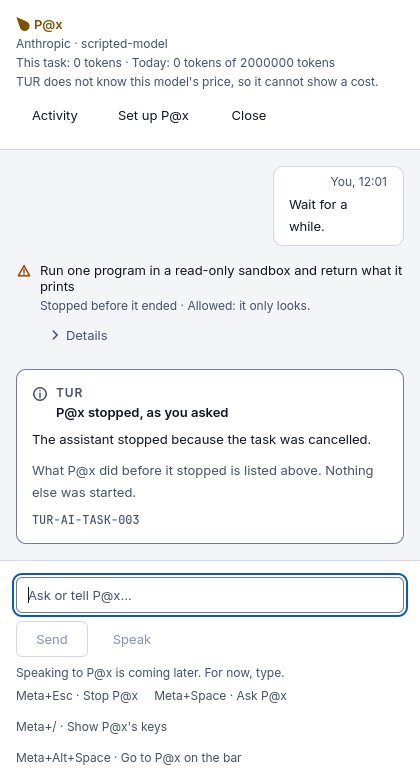 P@x
Anthropic · scripted-model
This task: 0 tokens · Today: 0 tokens of 2000000 tokens
TUR does not know this model's price, so it cannot show a cost.
Activity Set up P@x Close
You, 12:01
Wait for a
while.
Run one program in a read-only sandbox and return what it
prints
Stopped before it ended · Allowed: it only looks.
Details
TUR
P@x stopped, as you asked
The assistant stopped because the task was cancelled.
What P@x did before it stopped is listed above. Nothing
else was started.
TUR-AI-TASK-003
Ask or tell P@x...
Send Speak
Speaking to P@x is coming later. For now, type.
Meta+Esc · Stop P@x Meta+Space · Ask P@x
Meta+/ · Show P@x's keys
Meta+Alt+Space · Go to P@x on the bar